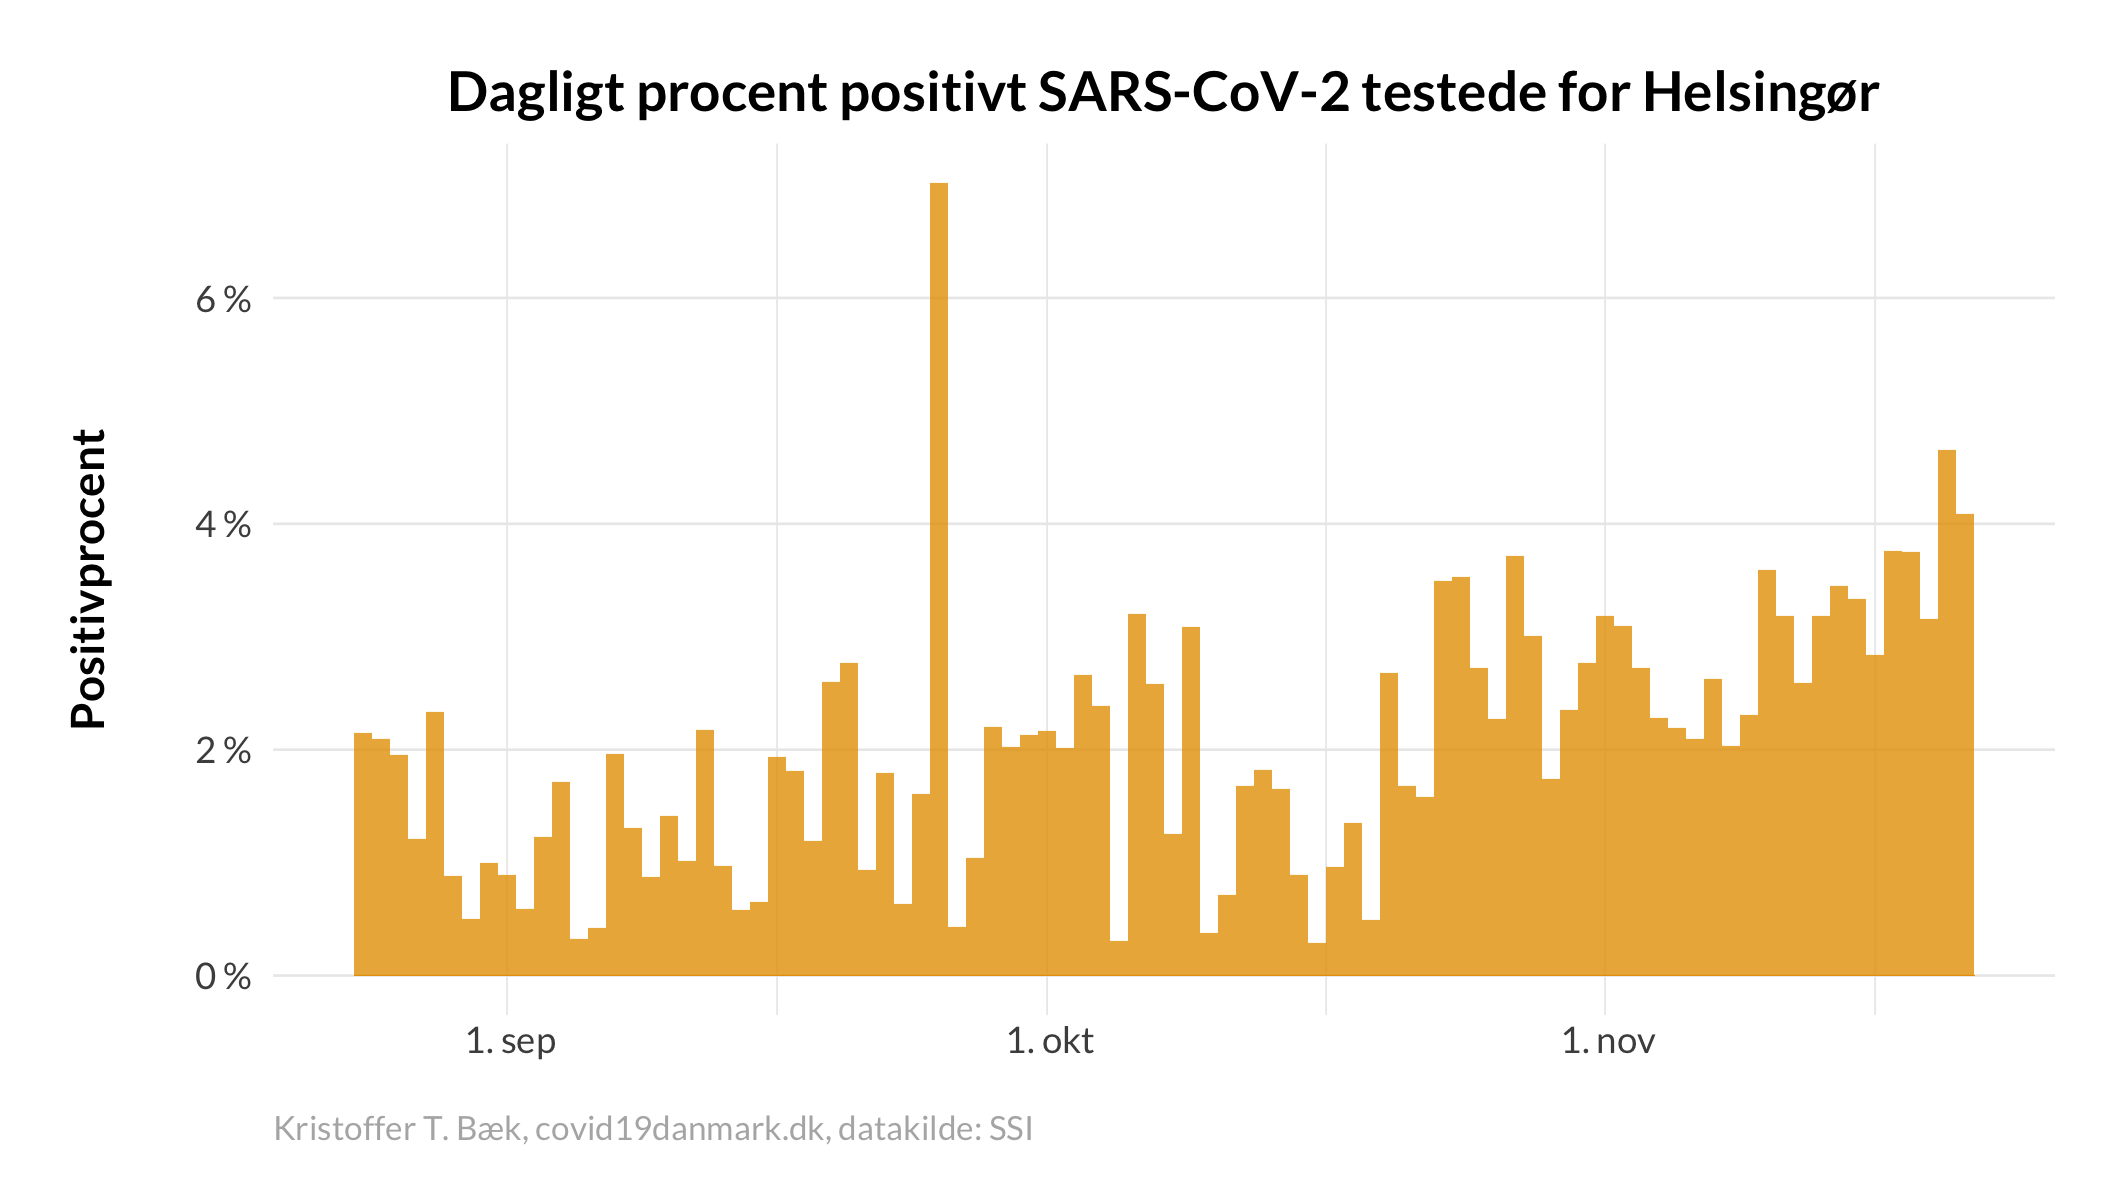 Dagligt procent positivt SARS-CoV-2 testede for Helsingør
Positivprocent
6 %
4 %
2 %
0 %
1. sep
1. okt
1. nov
Kristoffer T. Bæk, covid19danmark.dk, datakilde: SSI